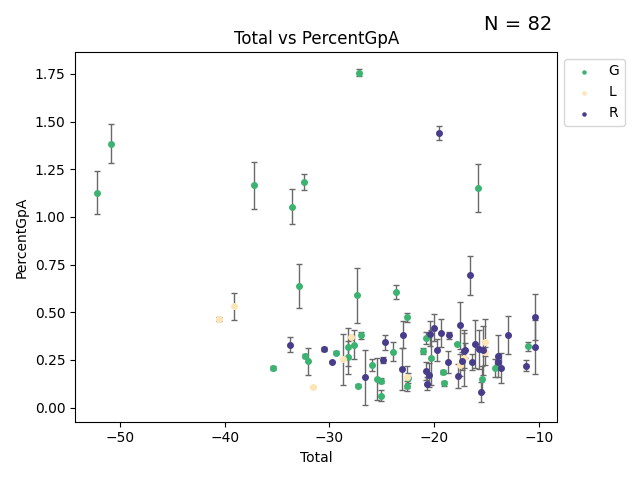 N = 82
Total vs PercentGpA
G
L
R
PercentGpA
1.75
1.50
1.25
1.00
0.75
0.50
0.25
0.00
−50
−40
−30
−20
−10
Total